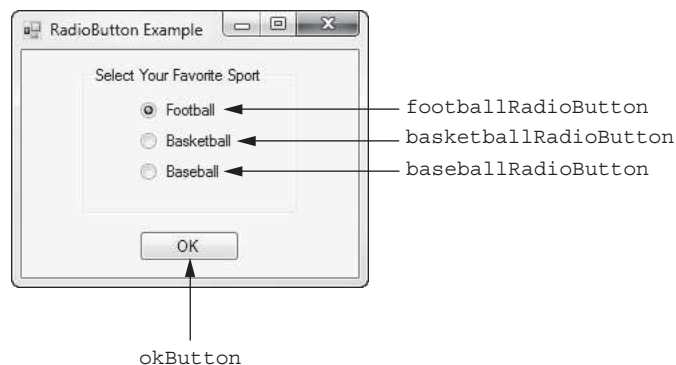 RadioButton Example
Select Your Favorite Sport
Football
footballRadioButton
Basketball
basketballRadioButton
Baseball
baseballRadioButton
OK
okButton